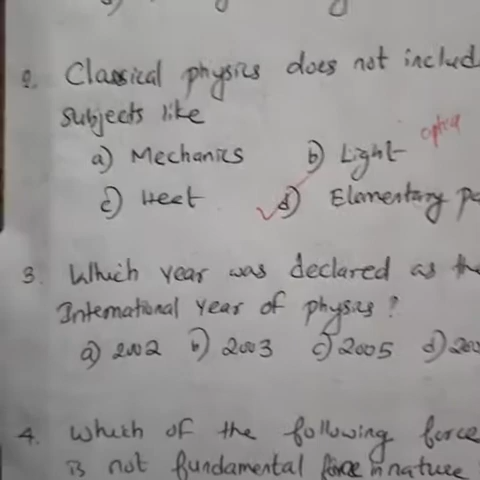 2. Classical physics does not includ
subjects like
a) Mechanics b) Light optics
c) Heat d) Elementary pa
3. Which year was declared as the
International year of physics?
a) 2002 b) 2003 c) 2005 d) 200
4. Which of the following force
is not fundamental force in nature